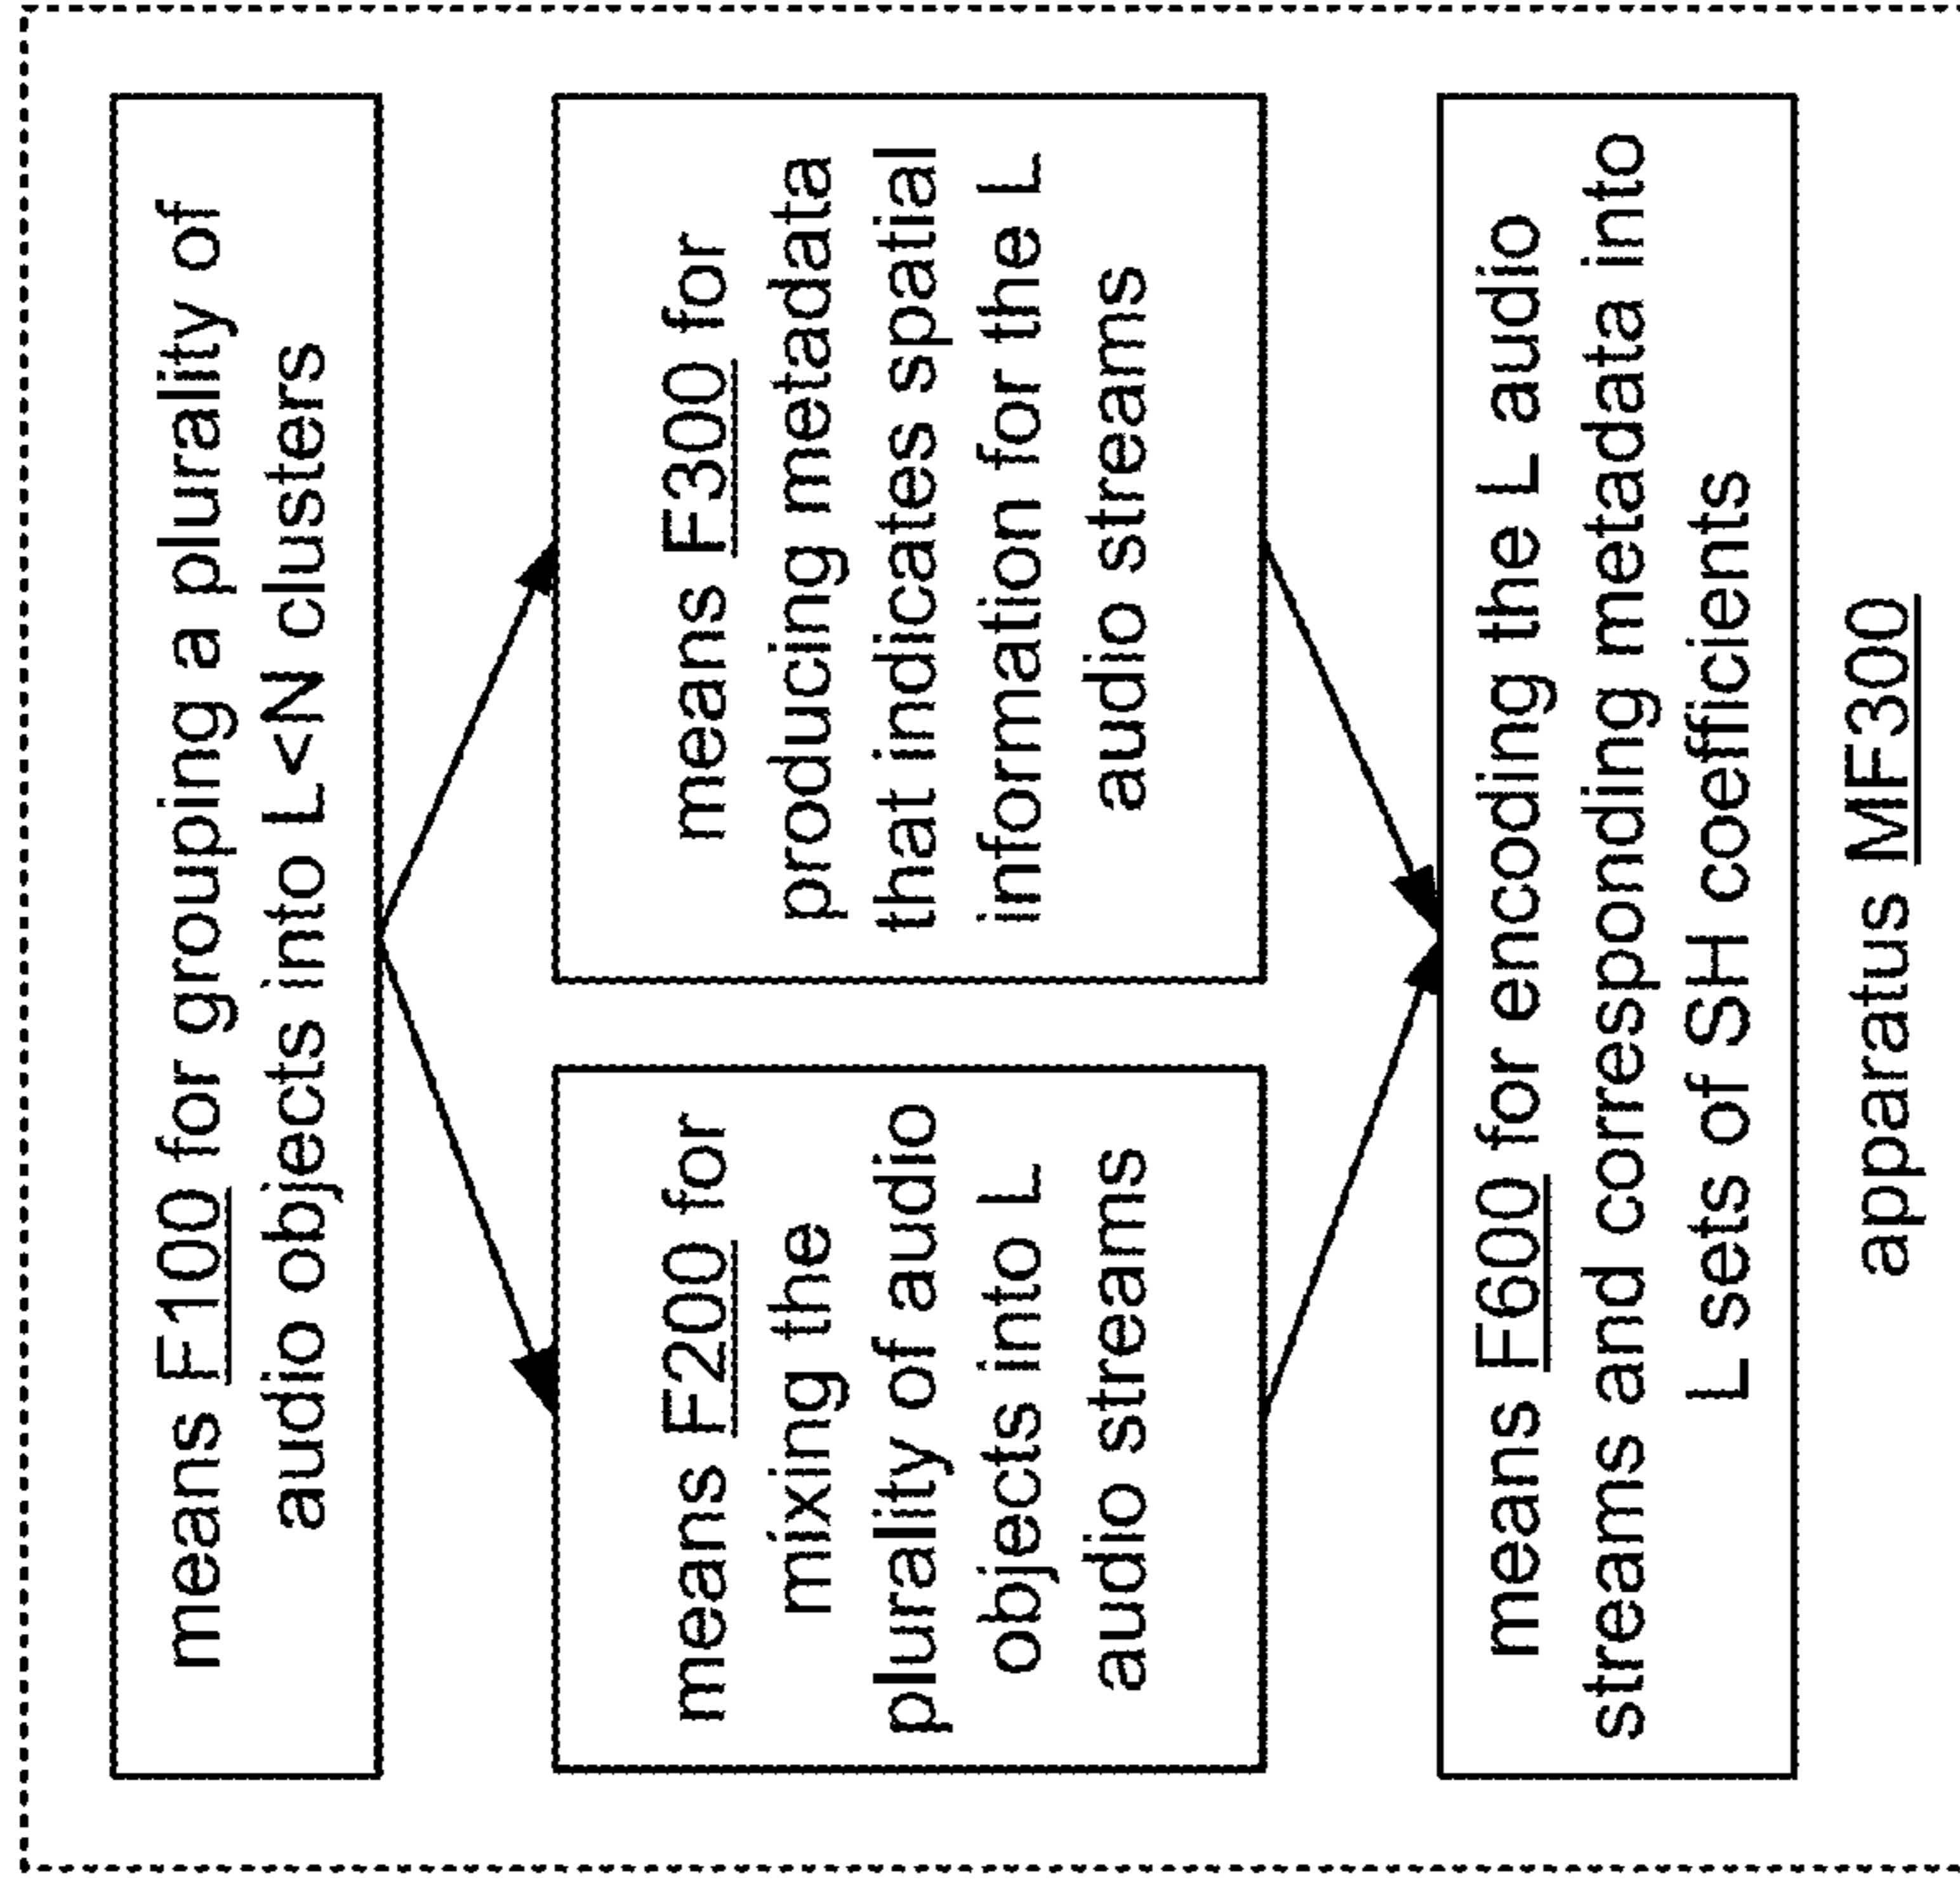 means F100 for grouping a plurality of
audio objects into L<N clusters
means F200 for
mixing the
plurality of audio
objects into L
audio streams
means F300 for
producing metadata
that indicates spatial
information for the L
audio streams
means F600 for encoding the L audio
streams and corresponding metadata into
L sets of SH coefficients
apparatus MF300